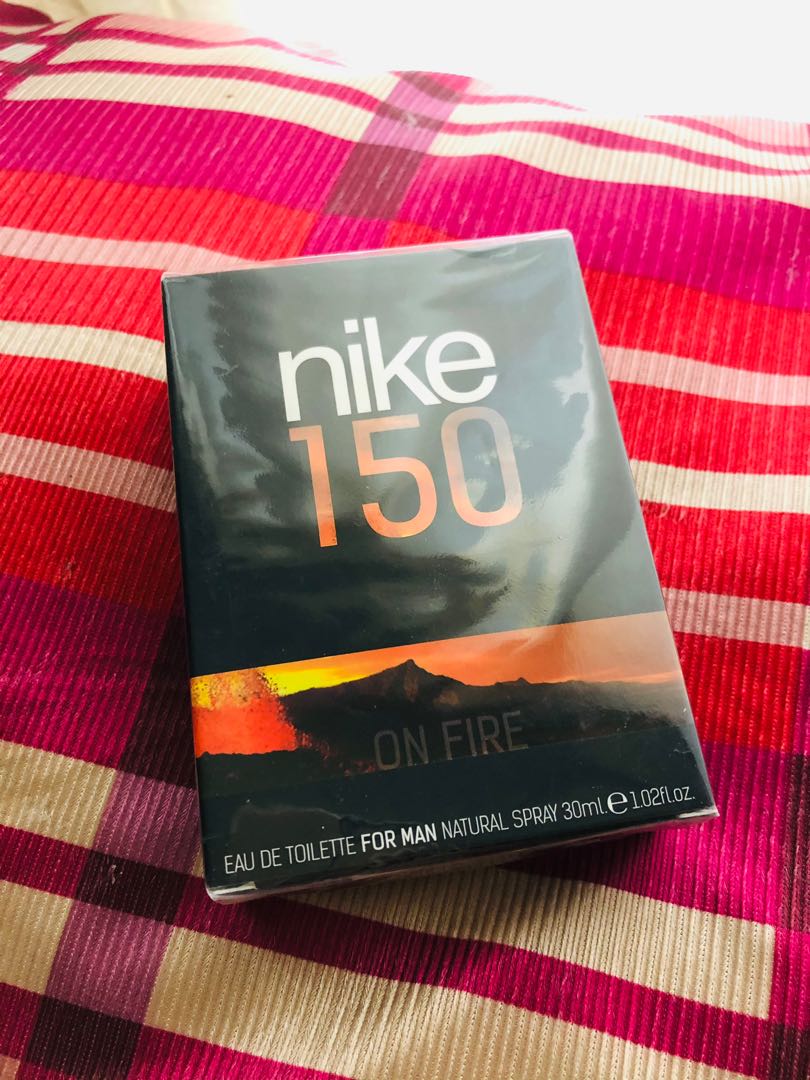 nike
150
ON FIRE
EAU DE TOILETTE FOR MAN NATURAL SPRAY 30ml. ℮ 1.02fl.oz.